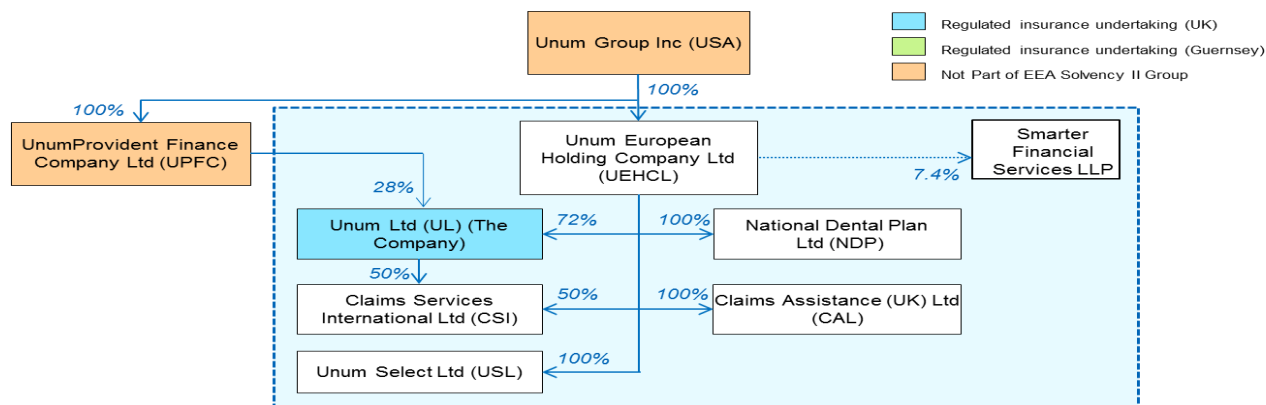 Unum Group Inc (USA)
Regulated insurance undertaking (UK)
Regulated insurance undertaking (Guernsey)
Not Part of EEA Solvency II Group
100%
100%
UnumProvident Finance
Company Ltd (UPFC)
Unum European
Holding Company Ltd
(UEHCL)
Smarter
Financial
Services LLP
7.4%
28%
Unum Ltd (UL) (The
Company)
72%
100%
National Dental Plan
Ltd (NDP)
50%
Claims Services
International Ltd (CSI)
50%
100%
Claims Assistance (UK) Ltd
(CAL)
Unum Select Ltd (USL)
100%